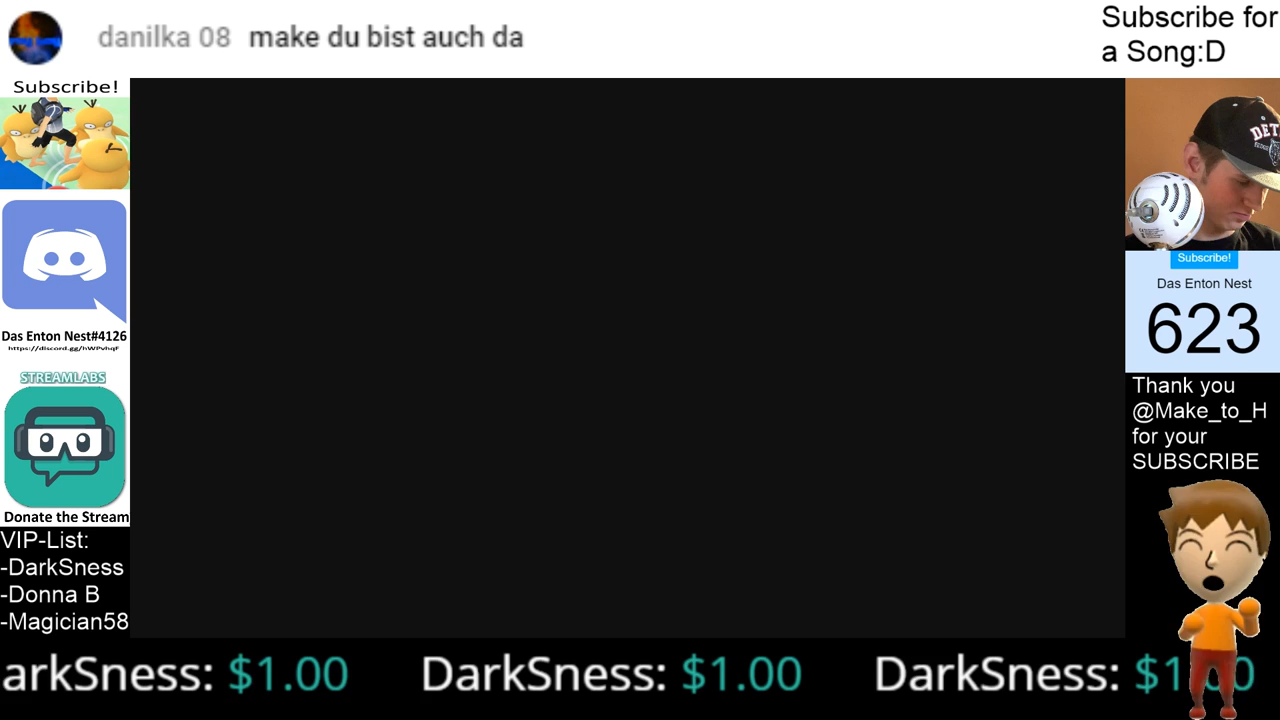 danilka 08 make du bist auch da
Subscribe for
a Song:D
Subscribe!
Das Enton Nest#4126
STREAMLABS
Donate the Stream
VIP-List:
-DarkSness
-Donna B
-Magician58
DET
Subscribe!
Das Enton Nest
623
Thank you
@Make_to_H
for your
SUBSCRIBE
arkSness: $1.00 DarkSness: $1.00 DarkSness: